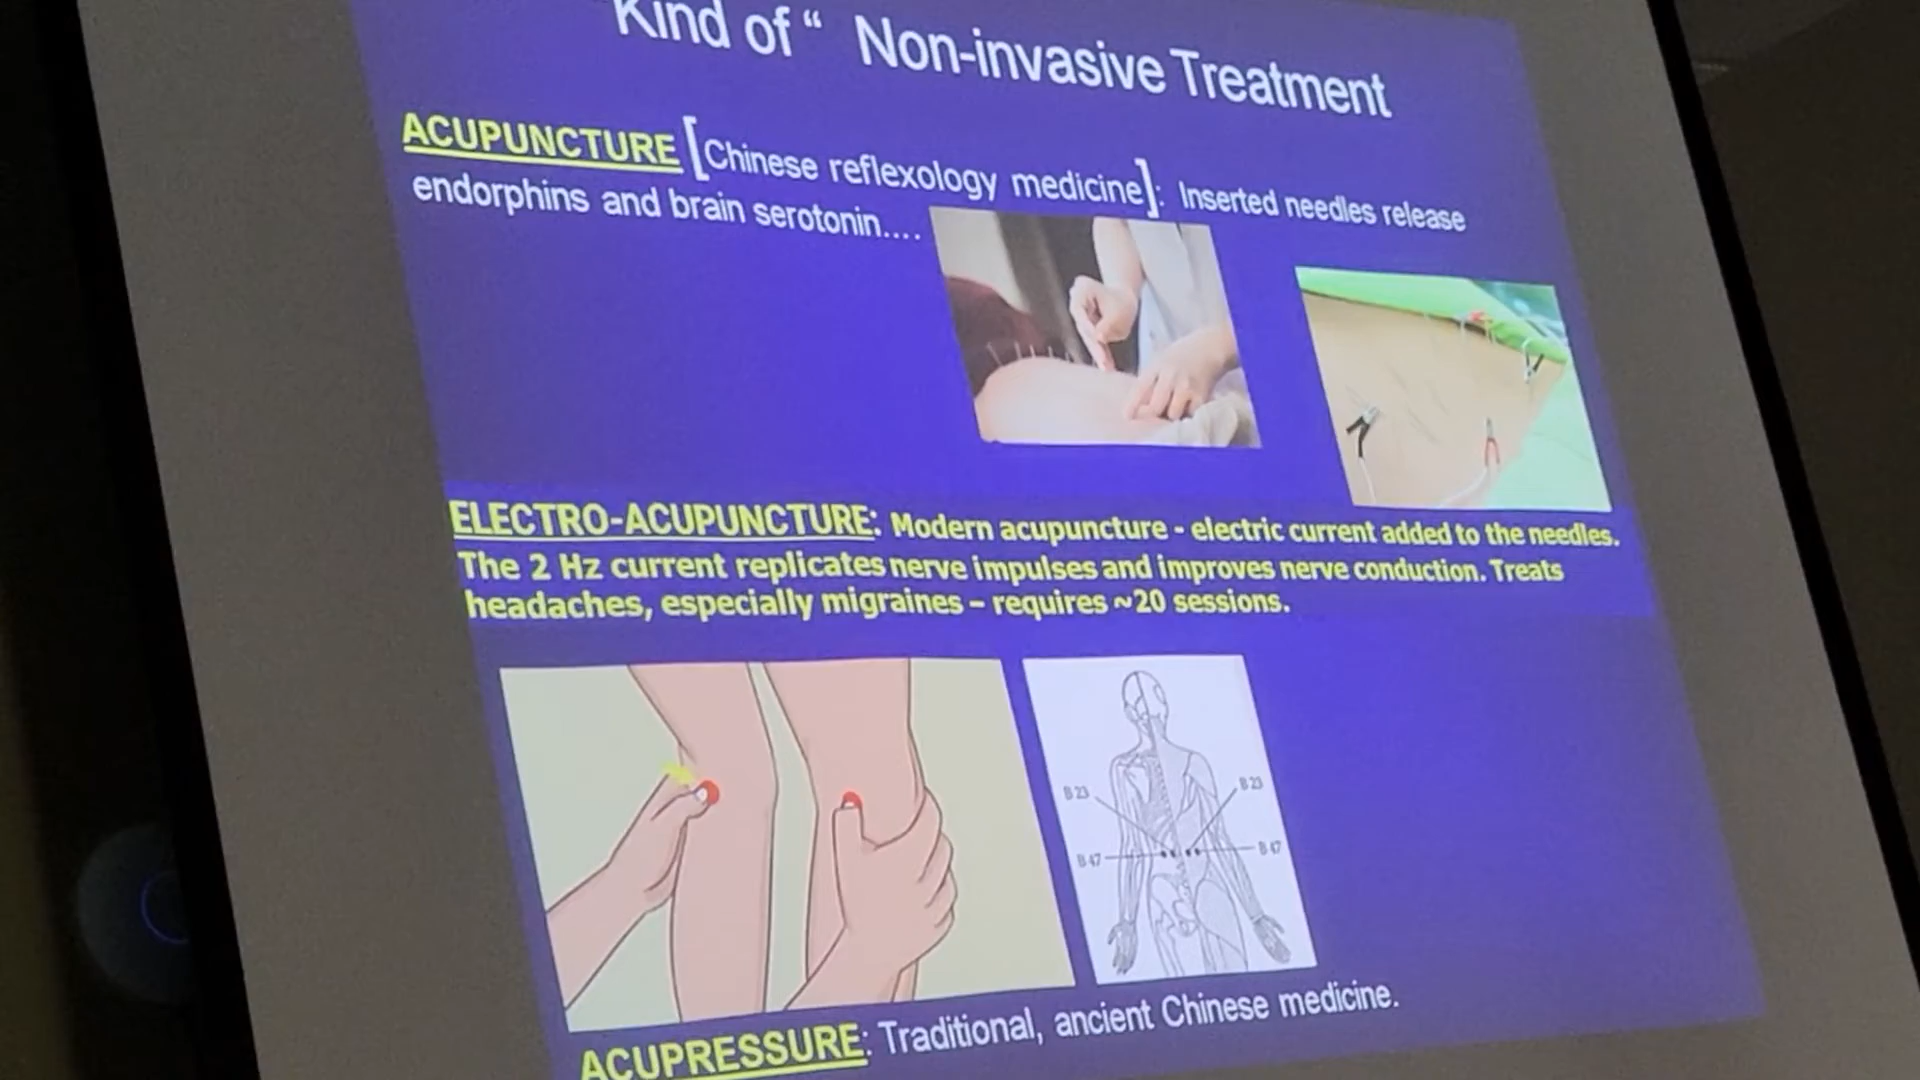 Kind of “ Non-invasive Treatment
ACUPUNCTURE [Chinese reflexology medicine]: Inserted needles release
endorphins and brain serotonin....
ELECTRO-ACUPUNCTURE: Modern acupuncture - electric current added to the needles.
The 2 Hz current replicates nerve impulses and improves nerve conduction. Treats
headaches, especially migraines – requires ~20 sessions.
B 23
B 23
B 47
B 47
ACUPRESSURE: Traditional, ancient Chinese medicine.